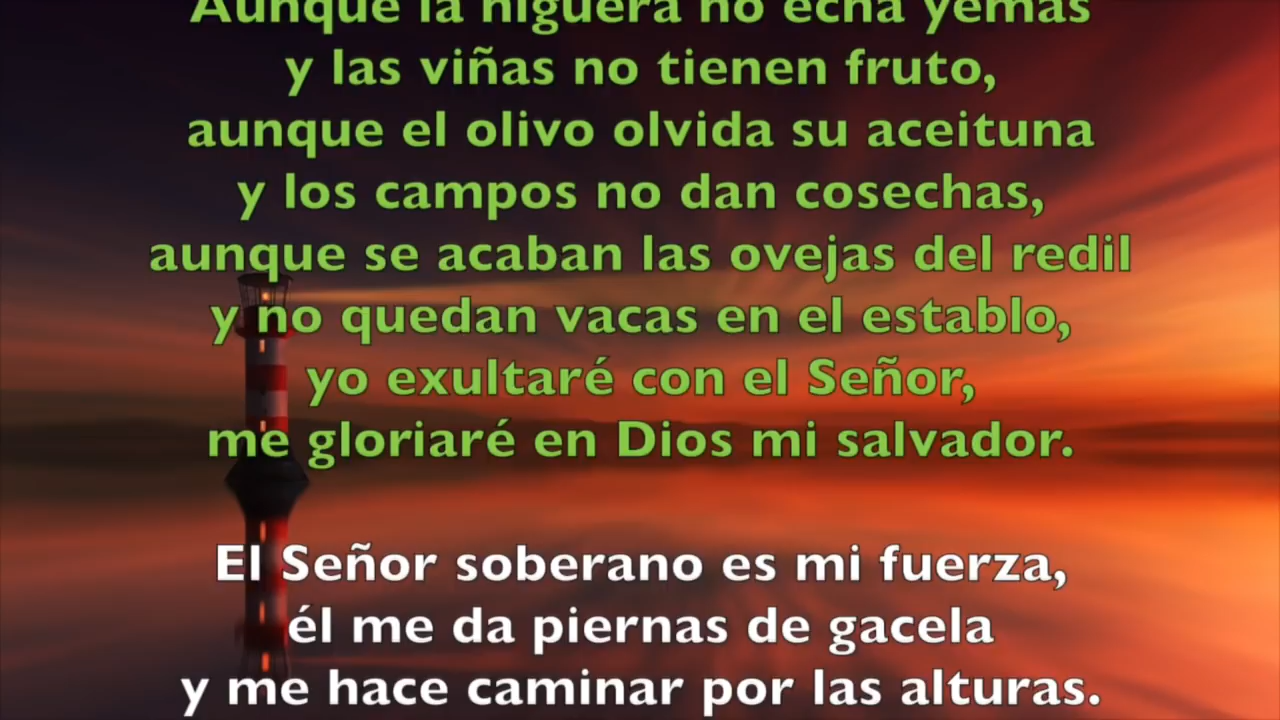 Aunque la higuera no echa yemas
y las viñas no tienen fruto,
aunque el olivo olvida su aceituna
y los campos no dan cosechas,
aunque se acaban las ovejas del redil
y no quedan vacas en el establo,
yo exultaré con el Señor,
me gloriaré en Dios mi salvador.
El Señor soberano es mi fuerza,
él me da piernas de gacela
y me hace caminar por las alturas.